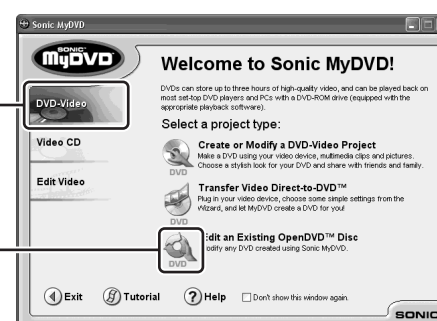 Sonic MyDVD
SONIC
MyDVD
Welcome to Sonic MyDVD!
DVDs can store up to three hours of high-quality video, and can be played back on
most set-top DVD players and PCs with a DVD-ROM drive (equipped with the
appropriate playback software).
Select a project type:
DVD-Video
Video CD
Edit Video
Create or Modify a DVD-Video Project
Make a DVD using your video device, multimedia clips and pictures.
Choose a stylish look for your DVD and share with friends and family.
DVD
Transfer Video Direct-to-DVD™
Plug in your video device, choose some simple settings from the
Wizard, and let MyDVD create a DVD for you!
DVD
dit an Existing OpenDVD™ Disc
odify any DVD created using Sonic MyDVD.
DVD
Exit
Tutorial
? Help
Don't show this window again.
SONIC